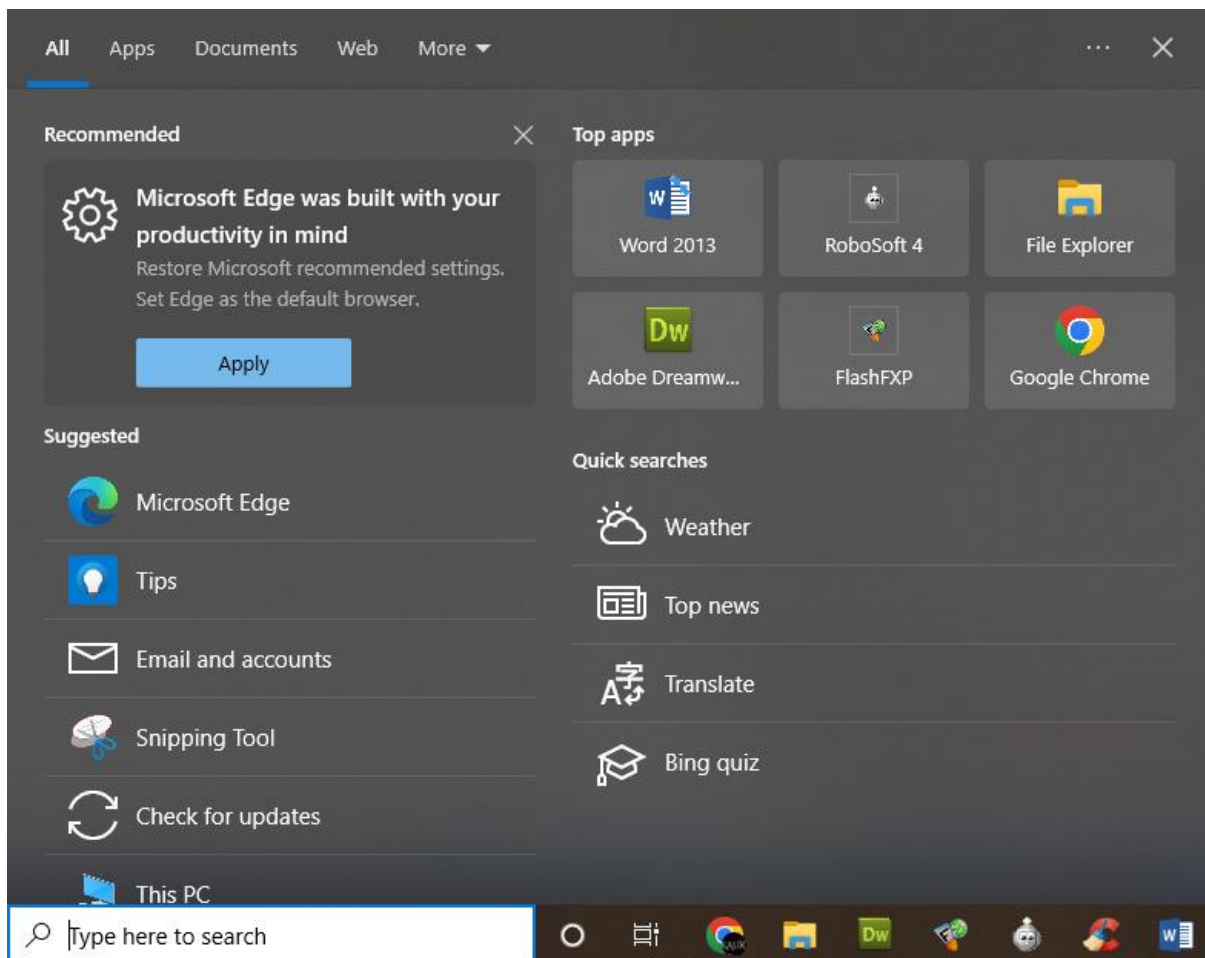 All Apps Documents Web More
Recommended
Microsoft Edge was built with your
productivity in mind
Restore Microsoft recommended settings.
Set Edge as the default browser.
Apply
Suggested
Microsoft Edge
Tips
Email and accounts
Snipping Tool
Check for updates
This PC
Top apps
Word 2013 RoboSoft 4 File Explorer
Dw
Adobe Dreamw... FlashFXP Google Chrome
Quick searches
Weather
Top news
Translate
Bing quiz
Type here to search
Dw